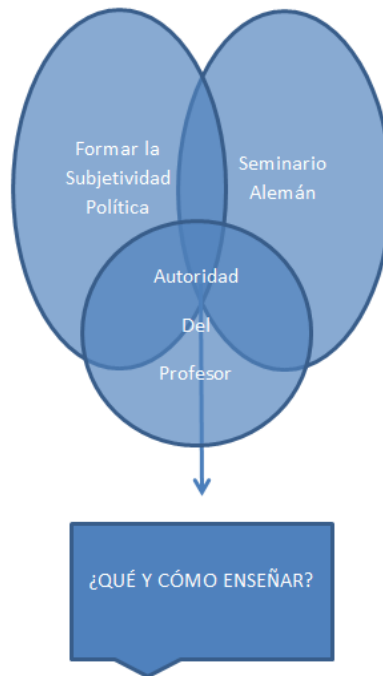 Formar la
Subjetividad
Política
Seminario
Alemán
Autoridad
Del
Profesor
¿QUÉ Y CÓMO ENSEÑAR?